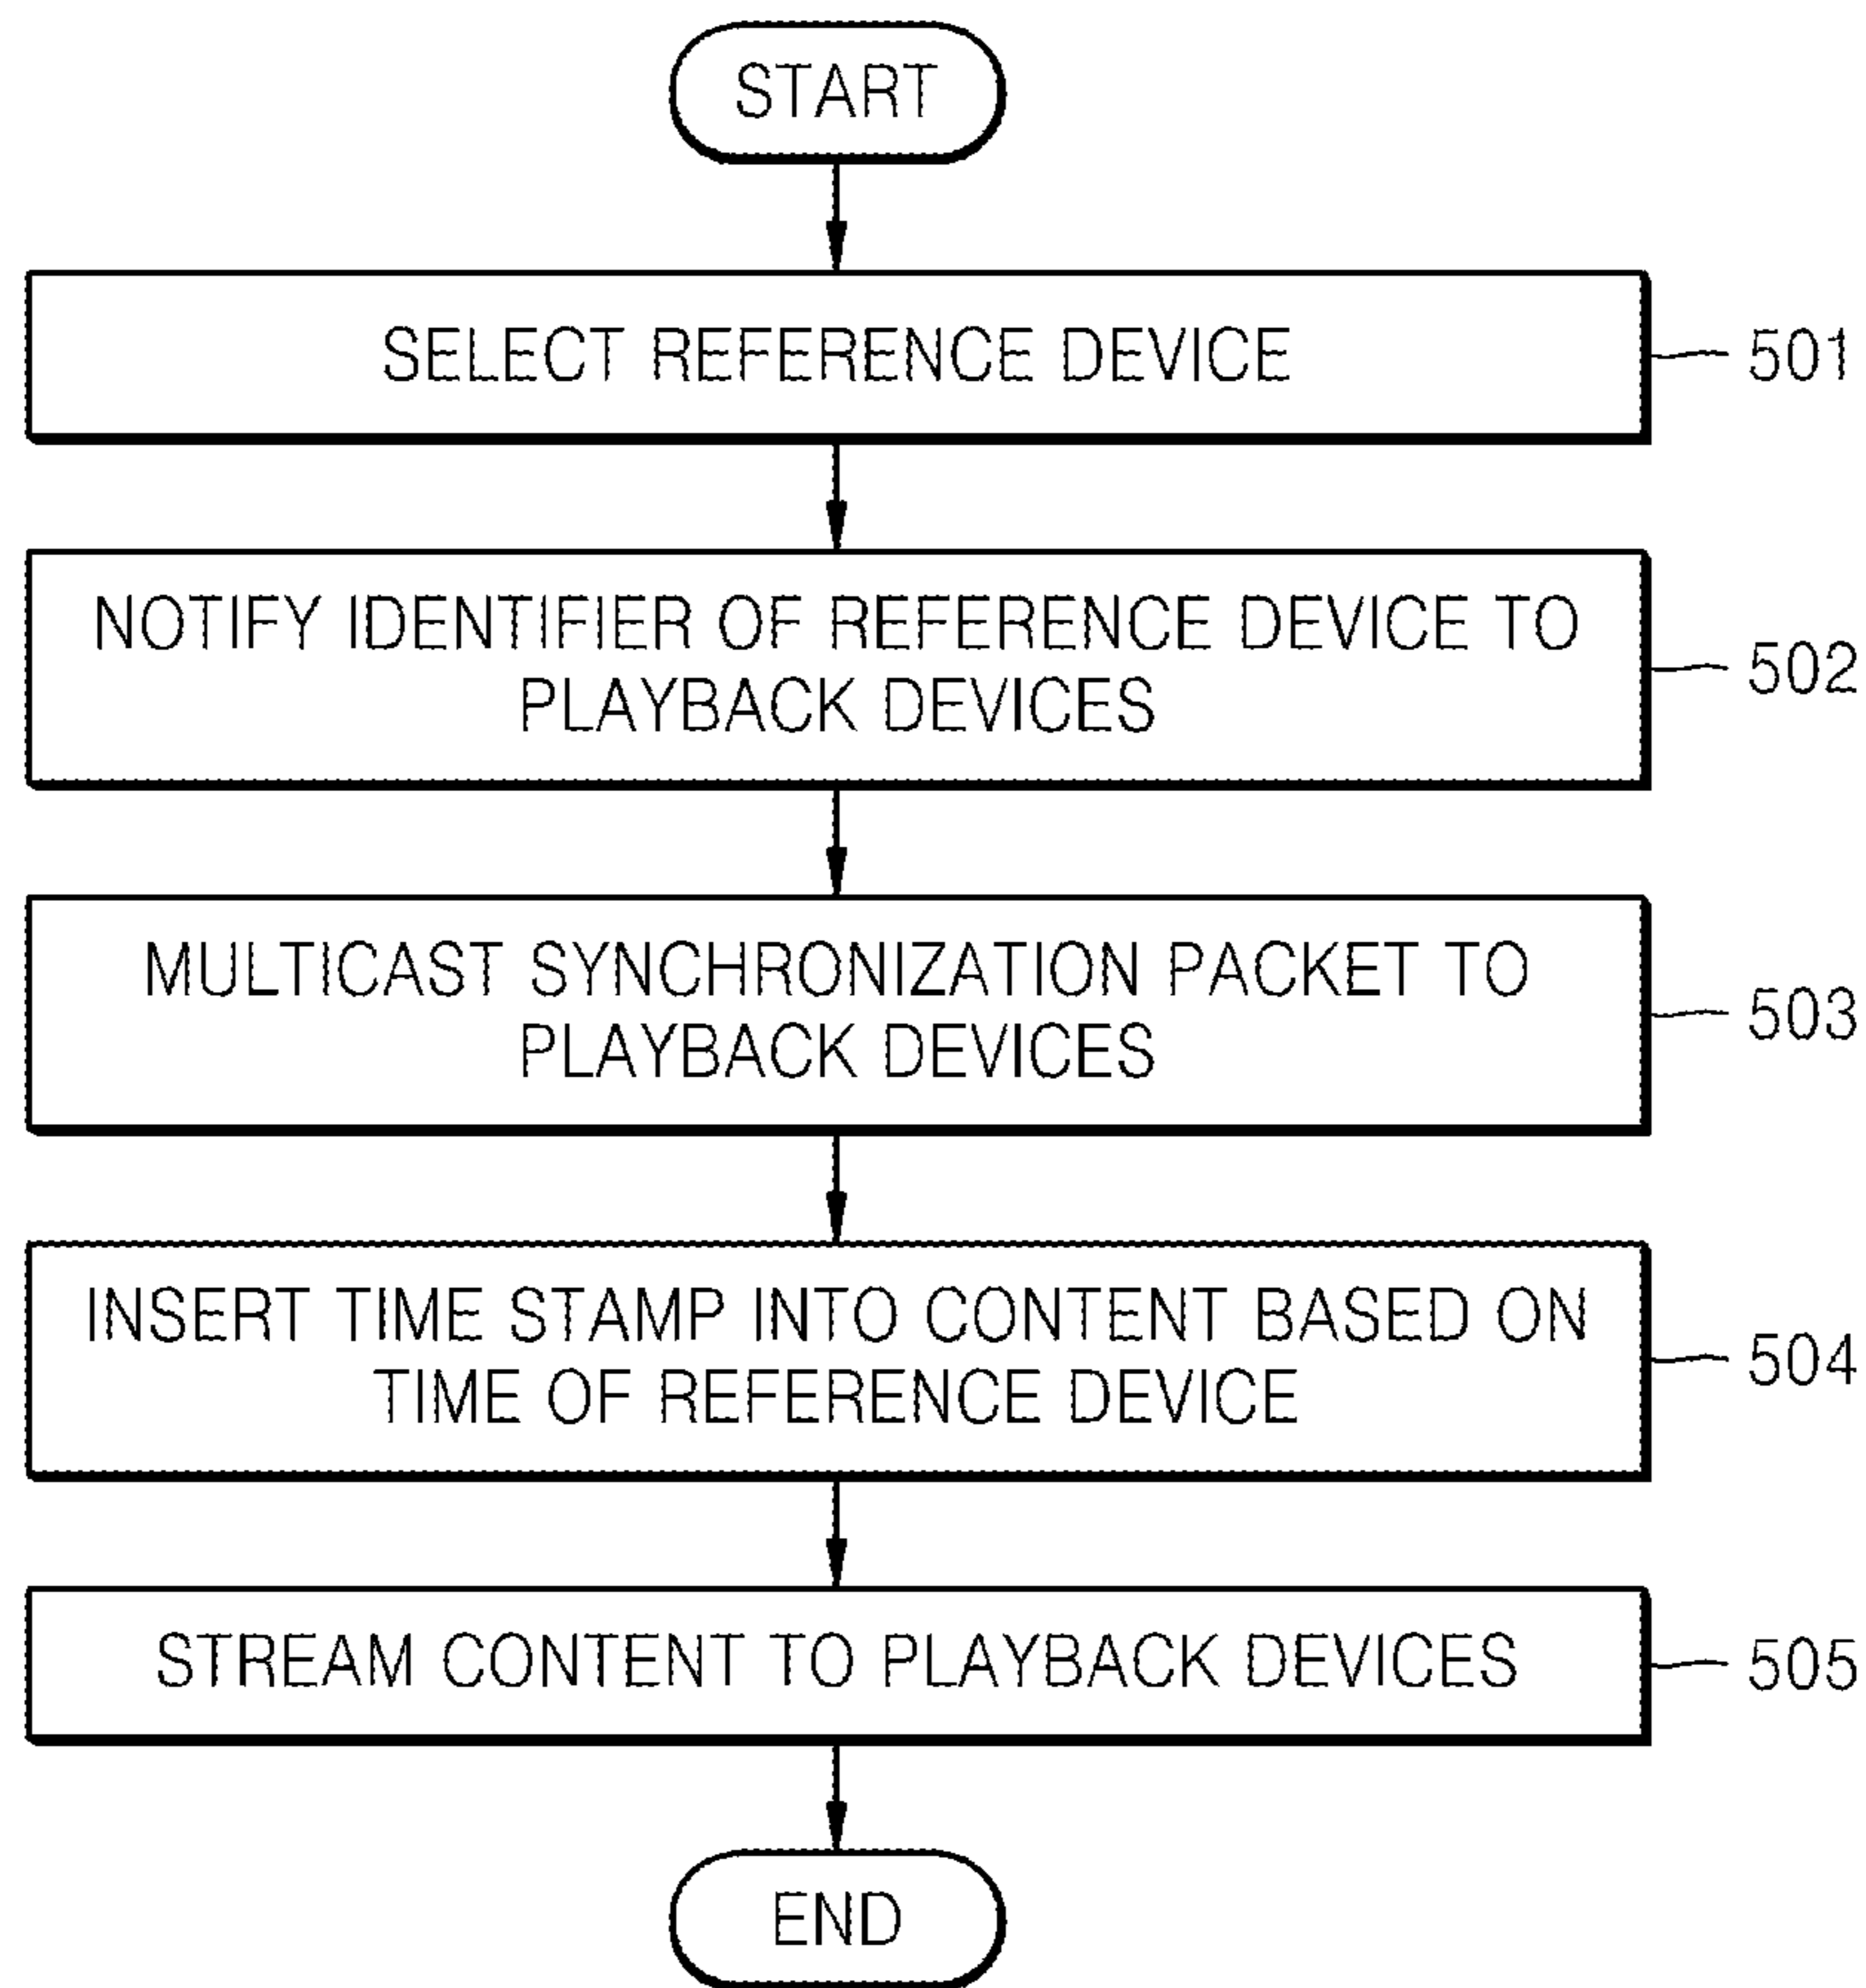 START
SELECT REFERENCE DEVICE
501
NOTIFY IDENTIFIER OF REFERENCE DEVICE TO
PLAYBACK DEVICES
502
MULTICAST SYNCHRONIZATION PACKET TO
PLAYBACK DEVICES
503
INSERT TIME STAMP INTO CONTENT BASED ON
TIME OF REFERENCE DEVICE
504
STREAM CONTENT TO PLAYBACK DEVICES
505
END